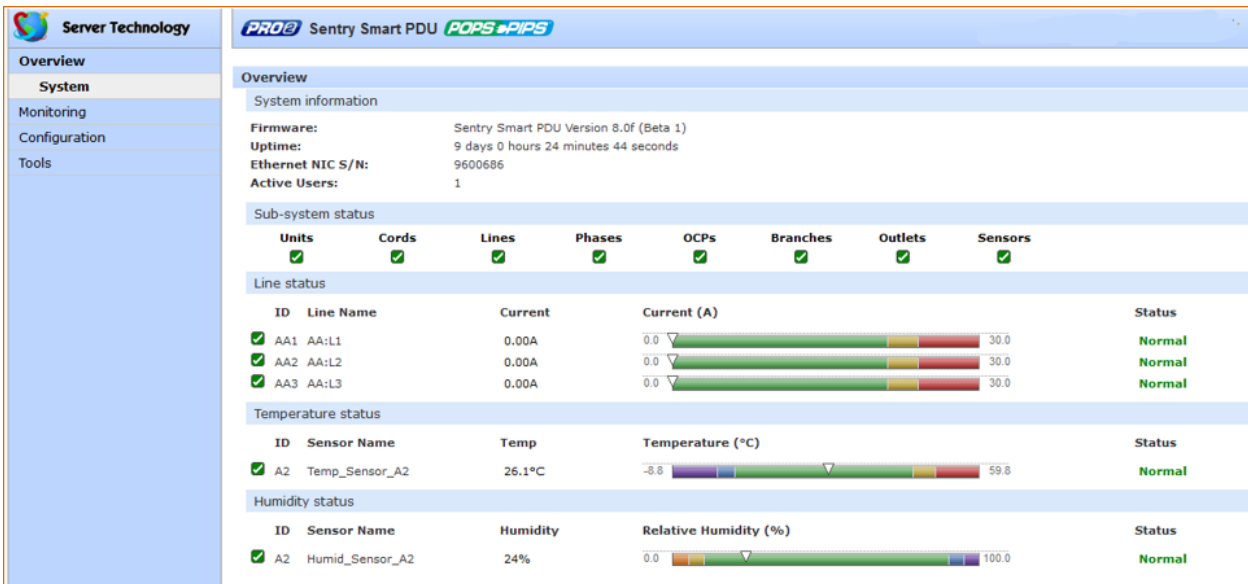 Server Technology
PRO2 Sentry Smart PDU POPS PIPS
Overview
System
Monitoring
Configuration
Tools
Overview
System information
Firmware: Sentry Smart PDU Version 8.0f (Beta 1)
Uptime: 9 days 0 hours 24 minutes 44 seconds
Ethernet NIC S/N: 9600686
Active Users: 1
Sub-system status
Units Cords Lines Phases OCPs Branches Outlets Sensors
Line status
ID Line Name Current Current (A) Status
AA1 AA:L1 0.00A 0.0 30.0 Normal
AA2 AA:L2 0.00A 0.0 30.0 Normal
AA3 AA:L3 0.00A 0.0 30.0 Normal
Temperature status
ID Sensor Name Temp Temperature (°C) Status
A2 Temp_Sensor_A2 26.1°C -8.8 59.8 Normal
Humidity status
ID Sensor Name Humidity Relative Humidity (%) Status
A2 Humid_Sensor_A2 24% 0.0 100.0 Normal